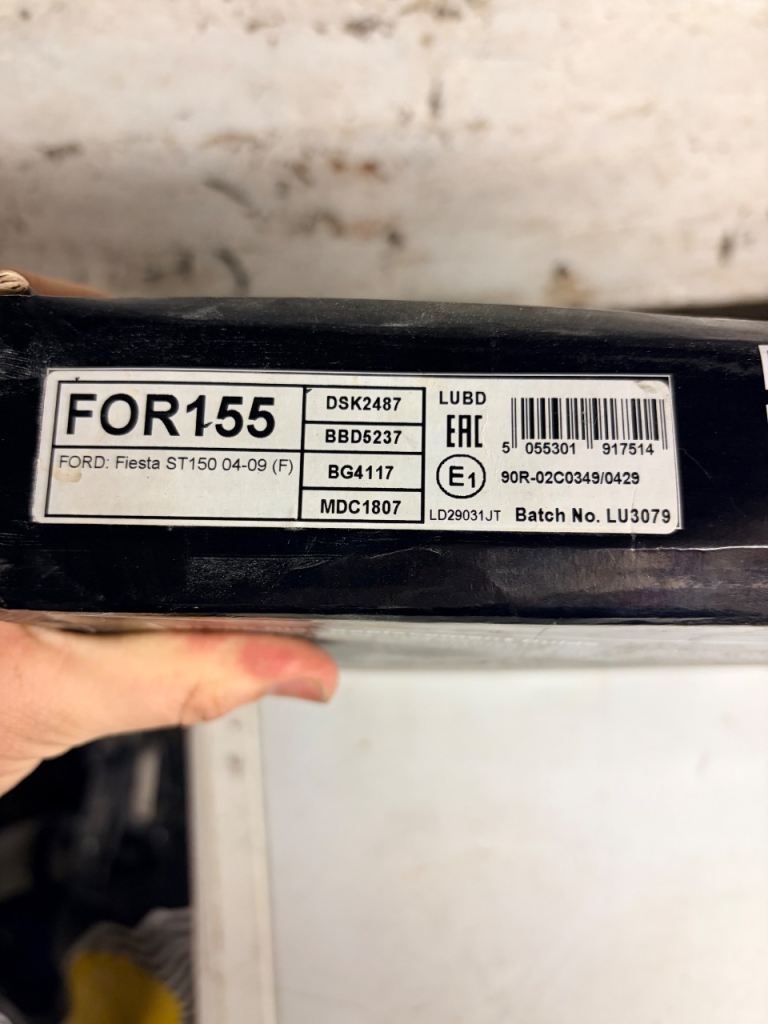 FOR155
FORD: Fiesta ST150 04-09 (F)
DSK2487
BBD5237
BG4117
MDC1807
LUBD
EAC
5 055301 917514
E1
90R-02C0349/0429
LD29031JT Batch No. LU3079